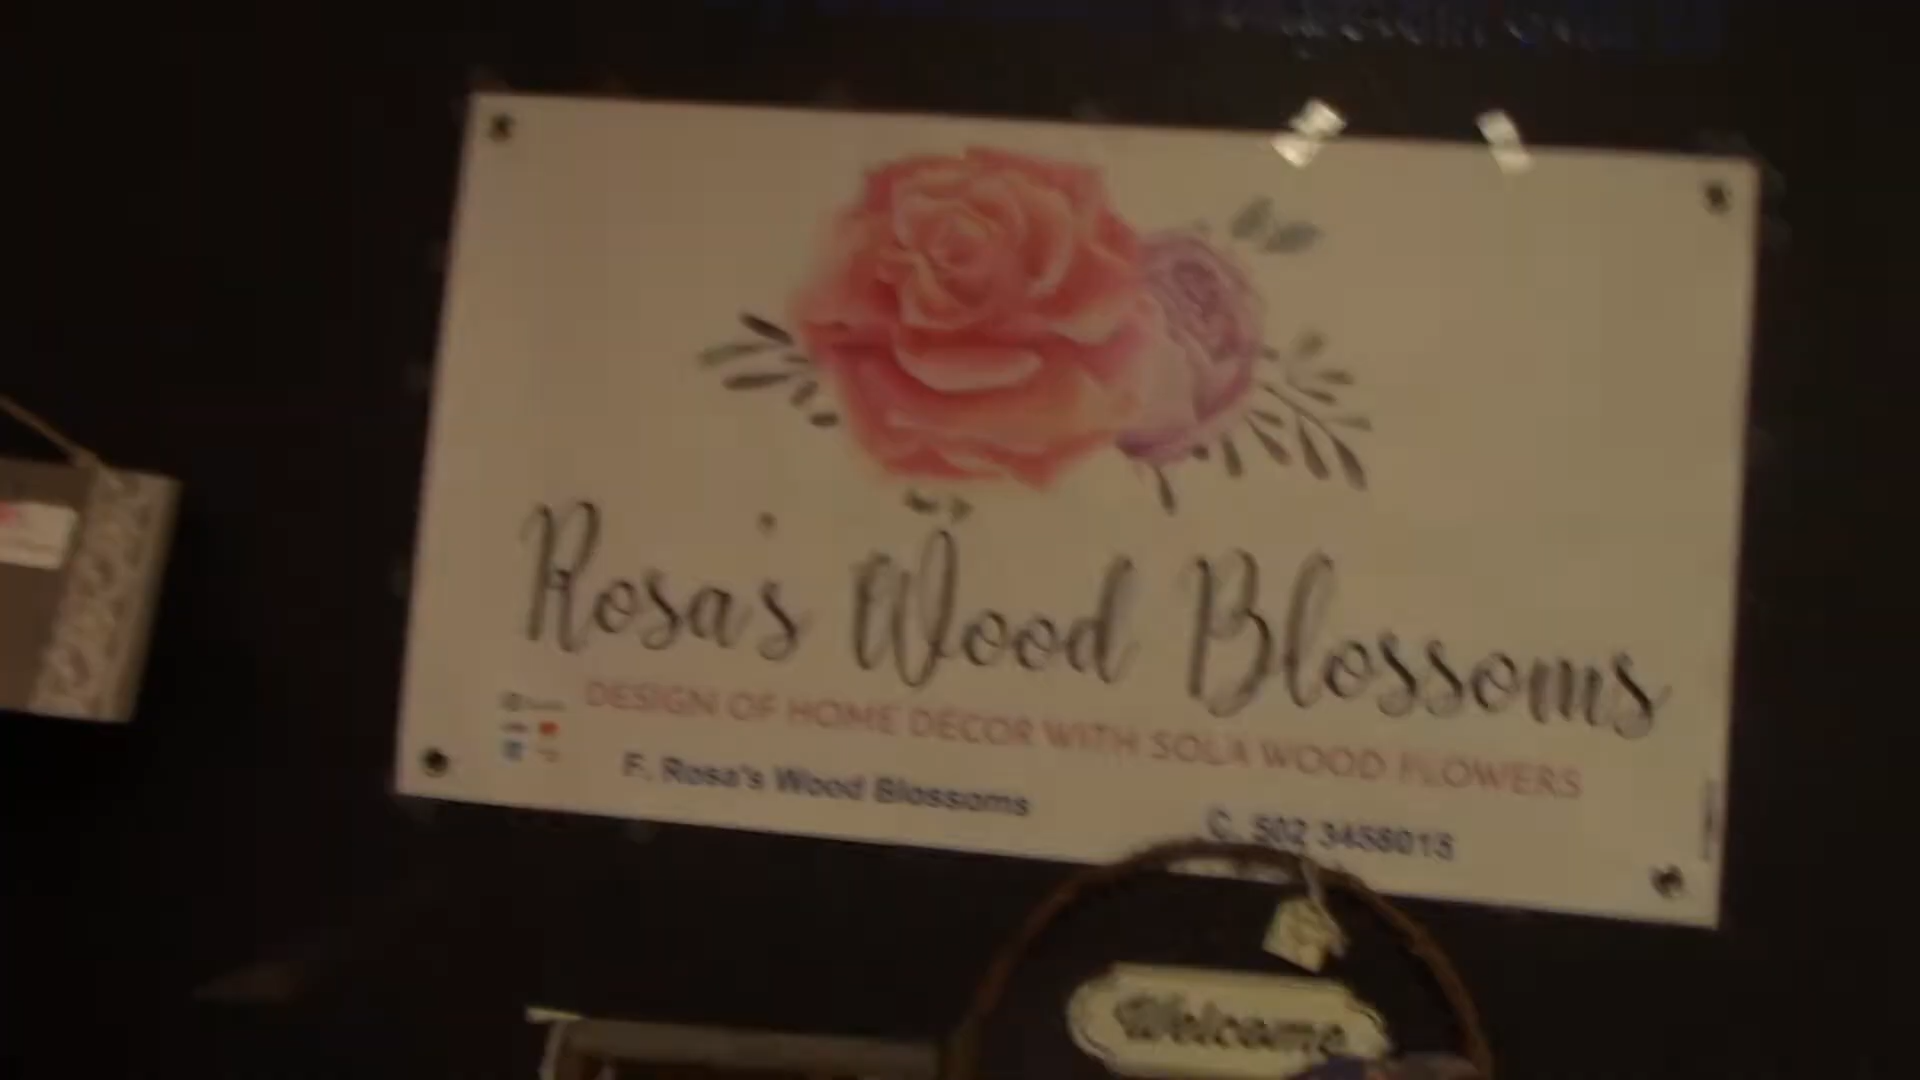 Rosa's Wood Blossoms
DESIGN OF HOME DECOR WITH SOLA WOOD FLOWERS
F. Rosa's Wood Blossoms
C. 502 3458015
Welcome